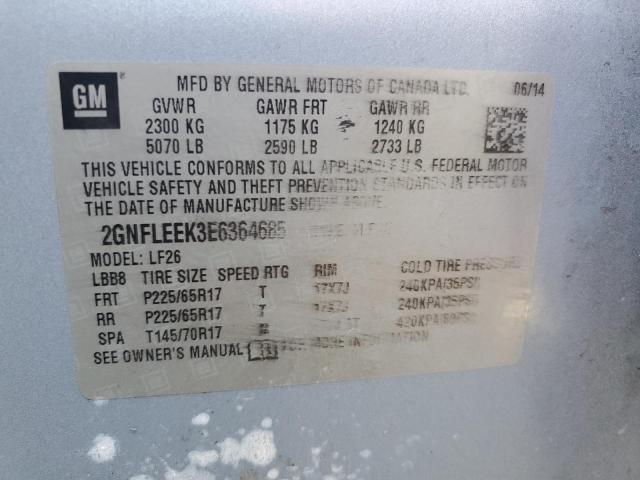 GM
MFD BY GENERAL MOTORS OF CANADA LTD. 06/14
GVWR GAWR FRT GAWR RR
2300 KG 1175 KG 1240 KG
5070 LB 2590 LB 2733 LB
THIS VEHICLE CONFORMS TO ALL APPLICABLE U.S. FEDERAL MOTOR
VEHICLE SAFETY AND THEFT PREVENTION STANDARDS IN EFFECT ON
THE DATE OF MANUFACTURE SHOWN ABOVE.
2GNFLEEK3E6364685
MODEL: LF26
LBB8 TIRE SIZE SPEED RTG RIM COLD TIRE PRESSURE
FRT P225/65R17 T 17X7J 240KPA/35PSI
RR P225/65R17 T 17X7J 240KPA/35PSI
SPA T145/70R17 420KPA/60PSI
SEE OWNER'S MANUAL FOR MORE INFORMATION